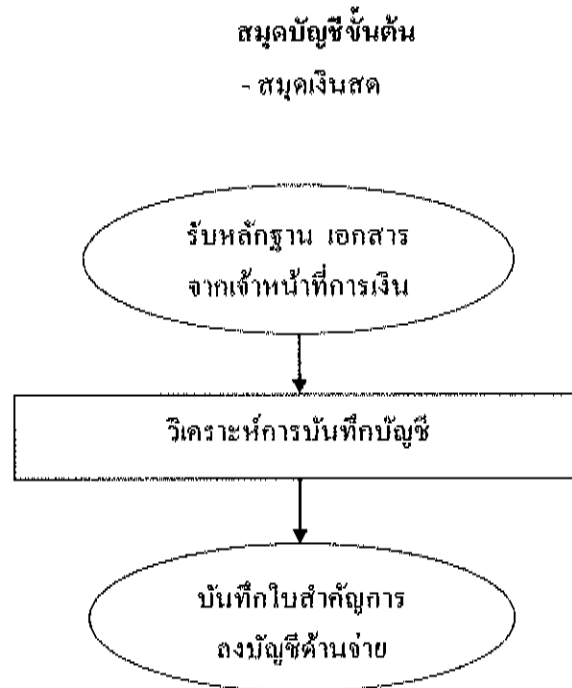 สมุดบัญชีขั้นต้น
- สมุดเงินสด
รับหลักฐาน เอกสาร
จากเจ้าหน้าที่การเงิน
วิเคราะห์การบันทึกบัญชี
บันทึกใบสำคัญการ
ลงบัญชีด้านจ่าย